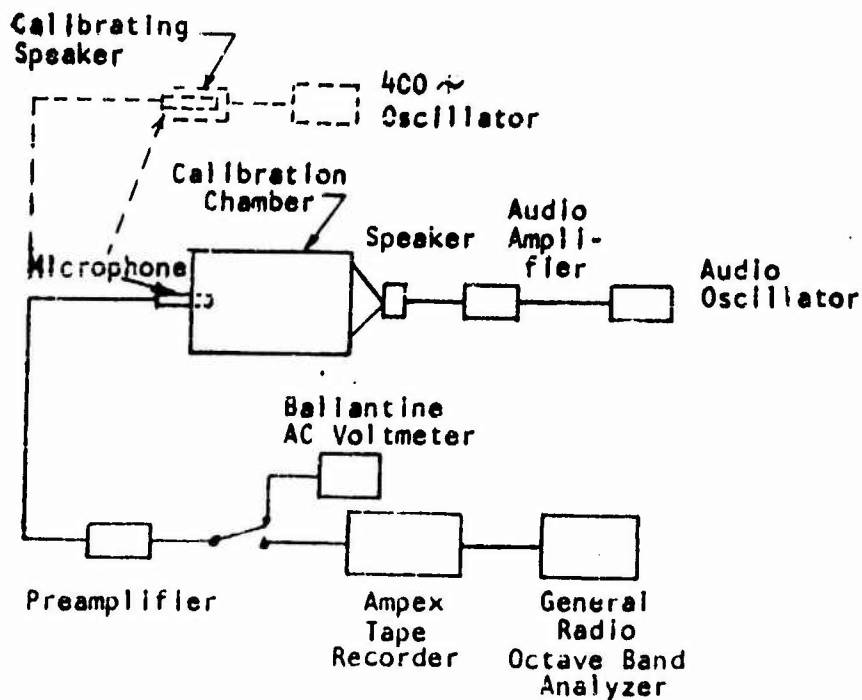 Calibrating
Speaker
400 ~
Oscillator
Calibration
Chamber
Speaker
Audio
Ampli-
fier
Audio
Oscillator
Microphone
Ballantine
AC Voltmeter
Preamplifier
Ampex
Tape
Recorder
General
Radio
Octave Band
Analyzer